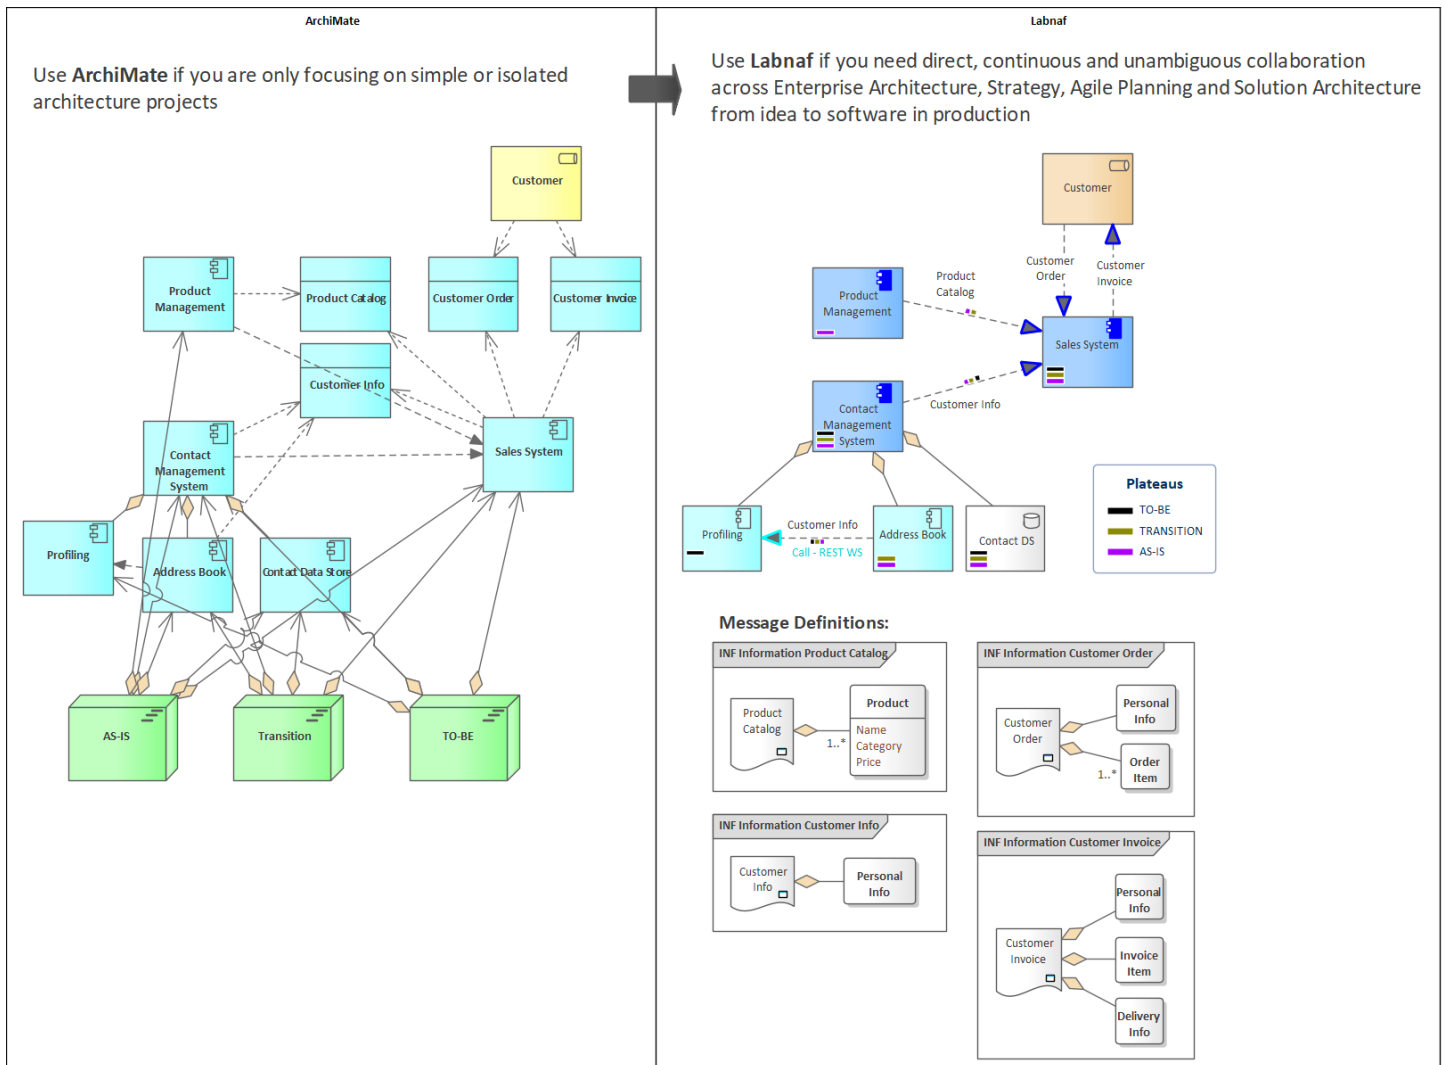 ArchiMate
Use ArchiMate if you are only focusing on simple or isolated
architecture projects
Customer
Product
Management
Product Catalog
Customer Order
Customer Invoice
Customer Info
Contact
Management
System
Sales System
Profiling
Address Book
Contact Data Store
AS-IS
Transition
TO-BE
Labnaf
Use Labnaf if you need direct, continuous and unambiguous collaboration
across Enterprise Architecture, Strategy, Agile Planning and Solution Architecture
from idea to software in production
Customer
Customer
Order
Customer
Invoice
Product
Catalog
Product
Management
Sales System
Customer Info
Contact
Management
System
Plateaus
TO-BE
TRANSITION
AS-IS
Profiling
Customer Info
Call - REST WS
Address Book
Contact DS
Message Definitions:
INF Information Product Catalog
Product
Catalog
1..*
Product
Name
Category
Price
INF Information Customer Order
Customer
Order
Personal
Info
1..*
Order
Item
INF Information Customer Info
Customer
Info
Personal
Info
INF Information Customer Invoice
Customer
Invoice
Personal
Info
Invoice
Item
Delivery
Info